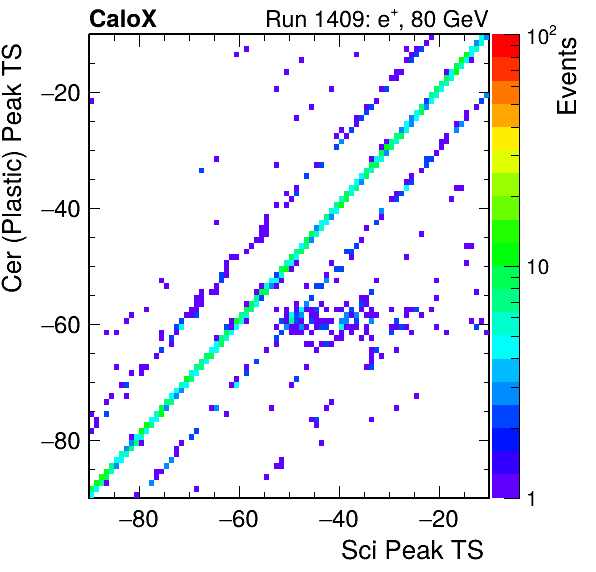 CaloX Run 1409: e⁺, 80 GeV
10²
Events
Cer (Plastic) Peak TS
−20
−40
10
−60
−80
1
−80 −60 −40 −20
Sci Peak TS